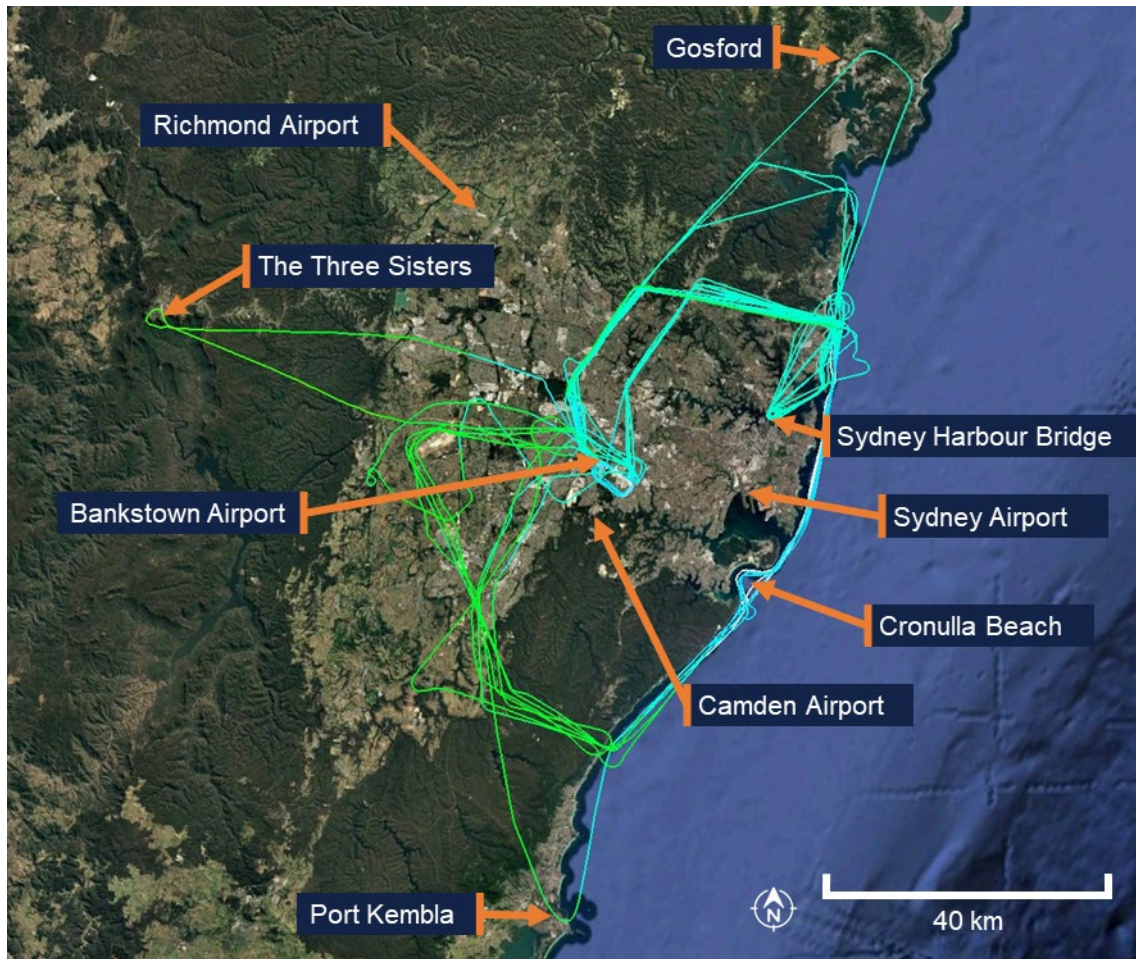 Gosford
Richmond Airport
The Three Sisters
Sydney Harbour Bridge
Bankstown Airport
Sydney Airport
Cronulla Beach
Camden Airport
Port Kembla
N
40 km